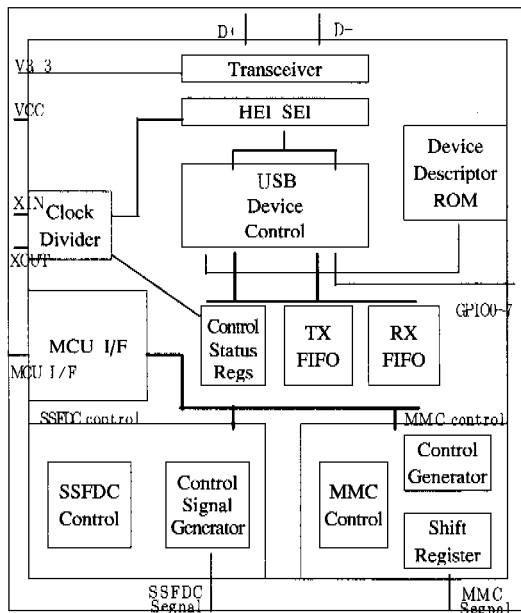 D+ D-
V3.3
Transceiver
VCC
HEI SEI
Device
Descriptor
ROM
USB
Device
Control
XIN
Clock
Divider
XOUT
GPIO0-7
MCU I/F
Control
Status
Regs
TX
FIFO
RX
FIFO
MCU I/F
SSFDC control
MMC control
SSFDC
Control
Control
Signal
Generator
MMC
Control
Control
Generator
Shift
Register
SSFDC
Segnal
MMC
Segnal